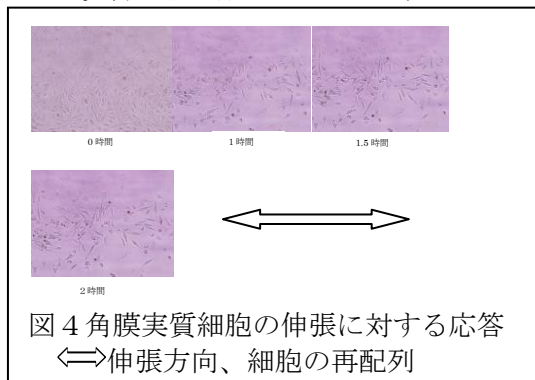 0 時間
1 時間
1.5 時間
2 時間
図４角膜実質細胞の伸張に対する応答
⇔伸張方向、細胞の再配列